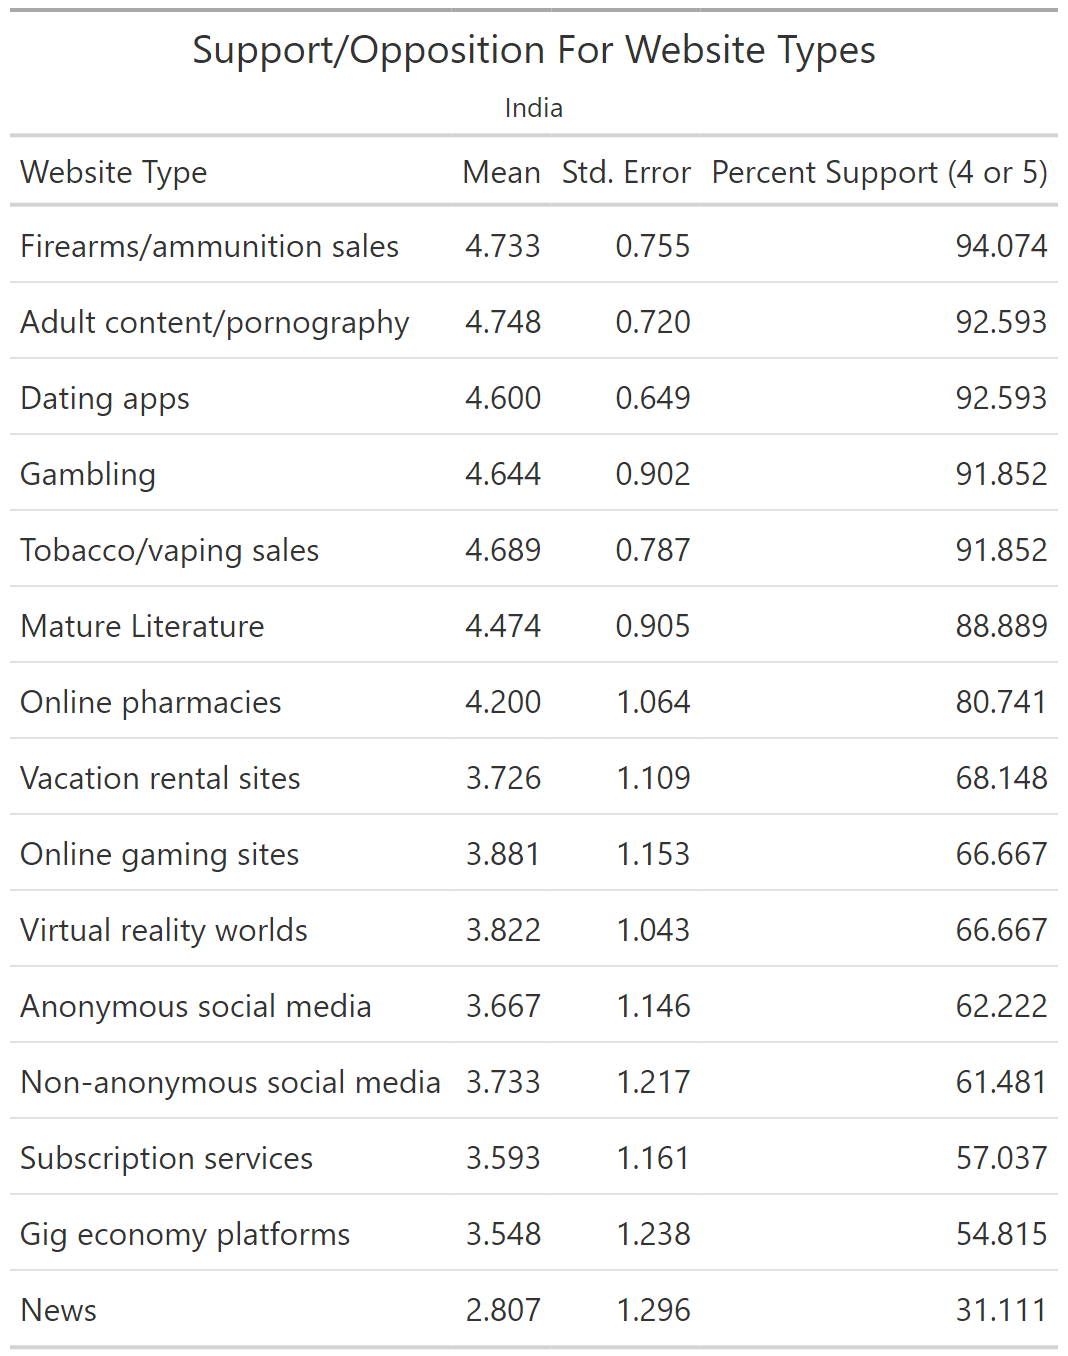 Support/Opposition For Website Types
India
Website Type Mean Std. Error Percent Support (4 or 5)
Firearms/ammunition sales 4.733 0.755 94.074
Adult content/pornography 4.748 0.720 92.593
Dating apps 4.600 0.649 92.593
Gambling 4.644 0.902 91.852
Tobacco/vaping sales 4.689 0.787 91.852
Mature Literature 4.474 0.905 88.889
Online pharmacies 4.200 1.064 80.741
Vacation rental sites 3.726 1.109 68.148
Online gaming sites 3.881 1.153 66.667
Virtual reality worlds 3.822 1.043 66.667
Anonymous social media 3.667 1.146 62.222
Non-anonymous social media 3.733 1.217 61.481
Subscription services 3.593 1.161 57.037
Gig economy platforms 3.548 1.238 54.815
News 2.807 1.296 31.111